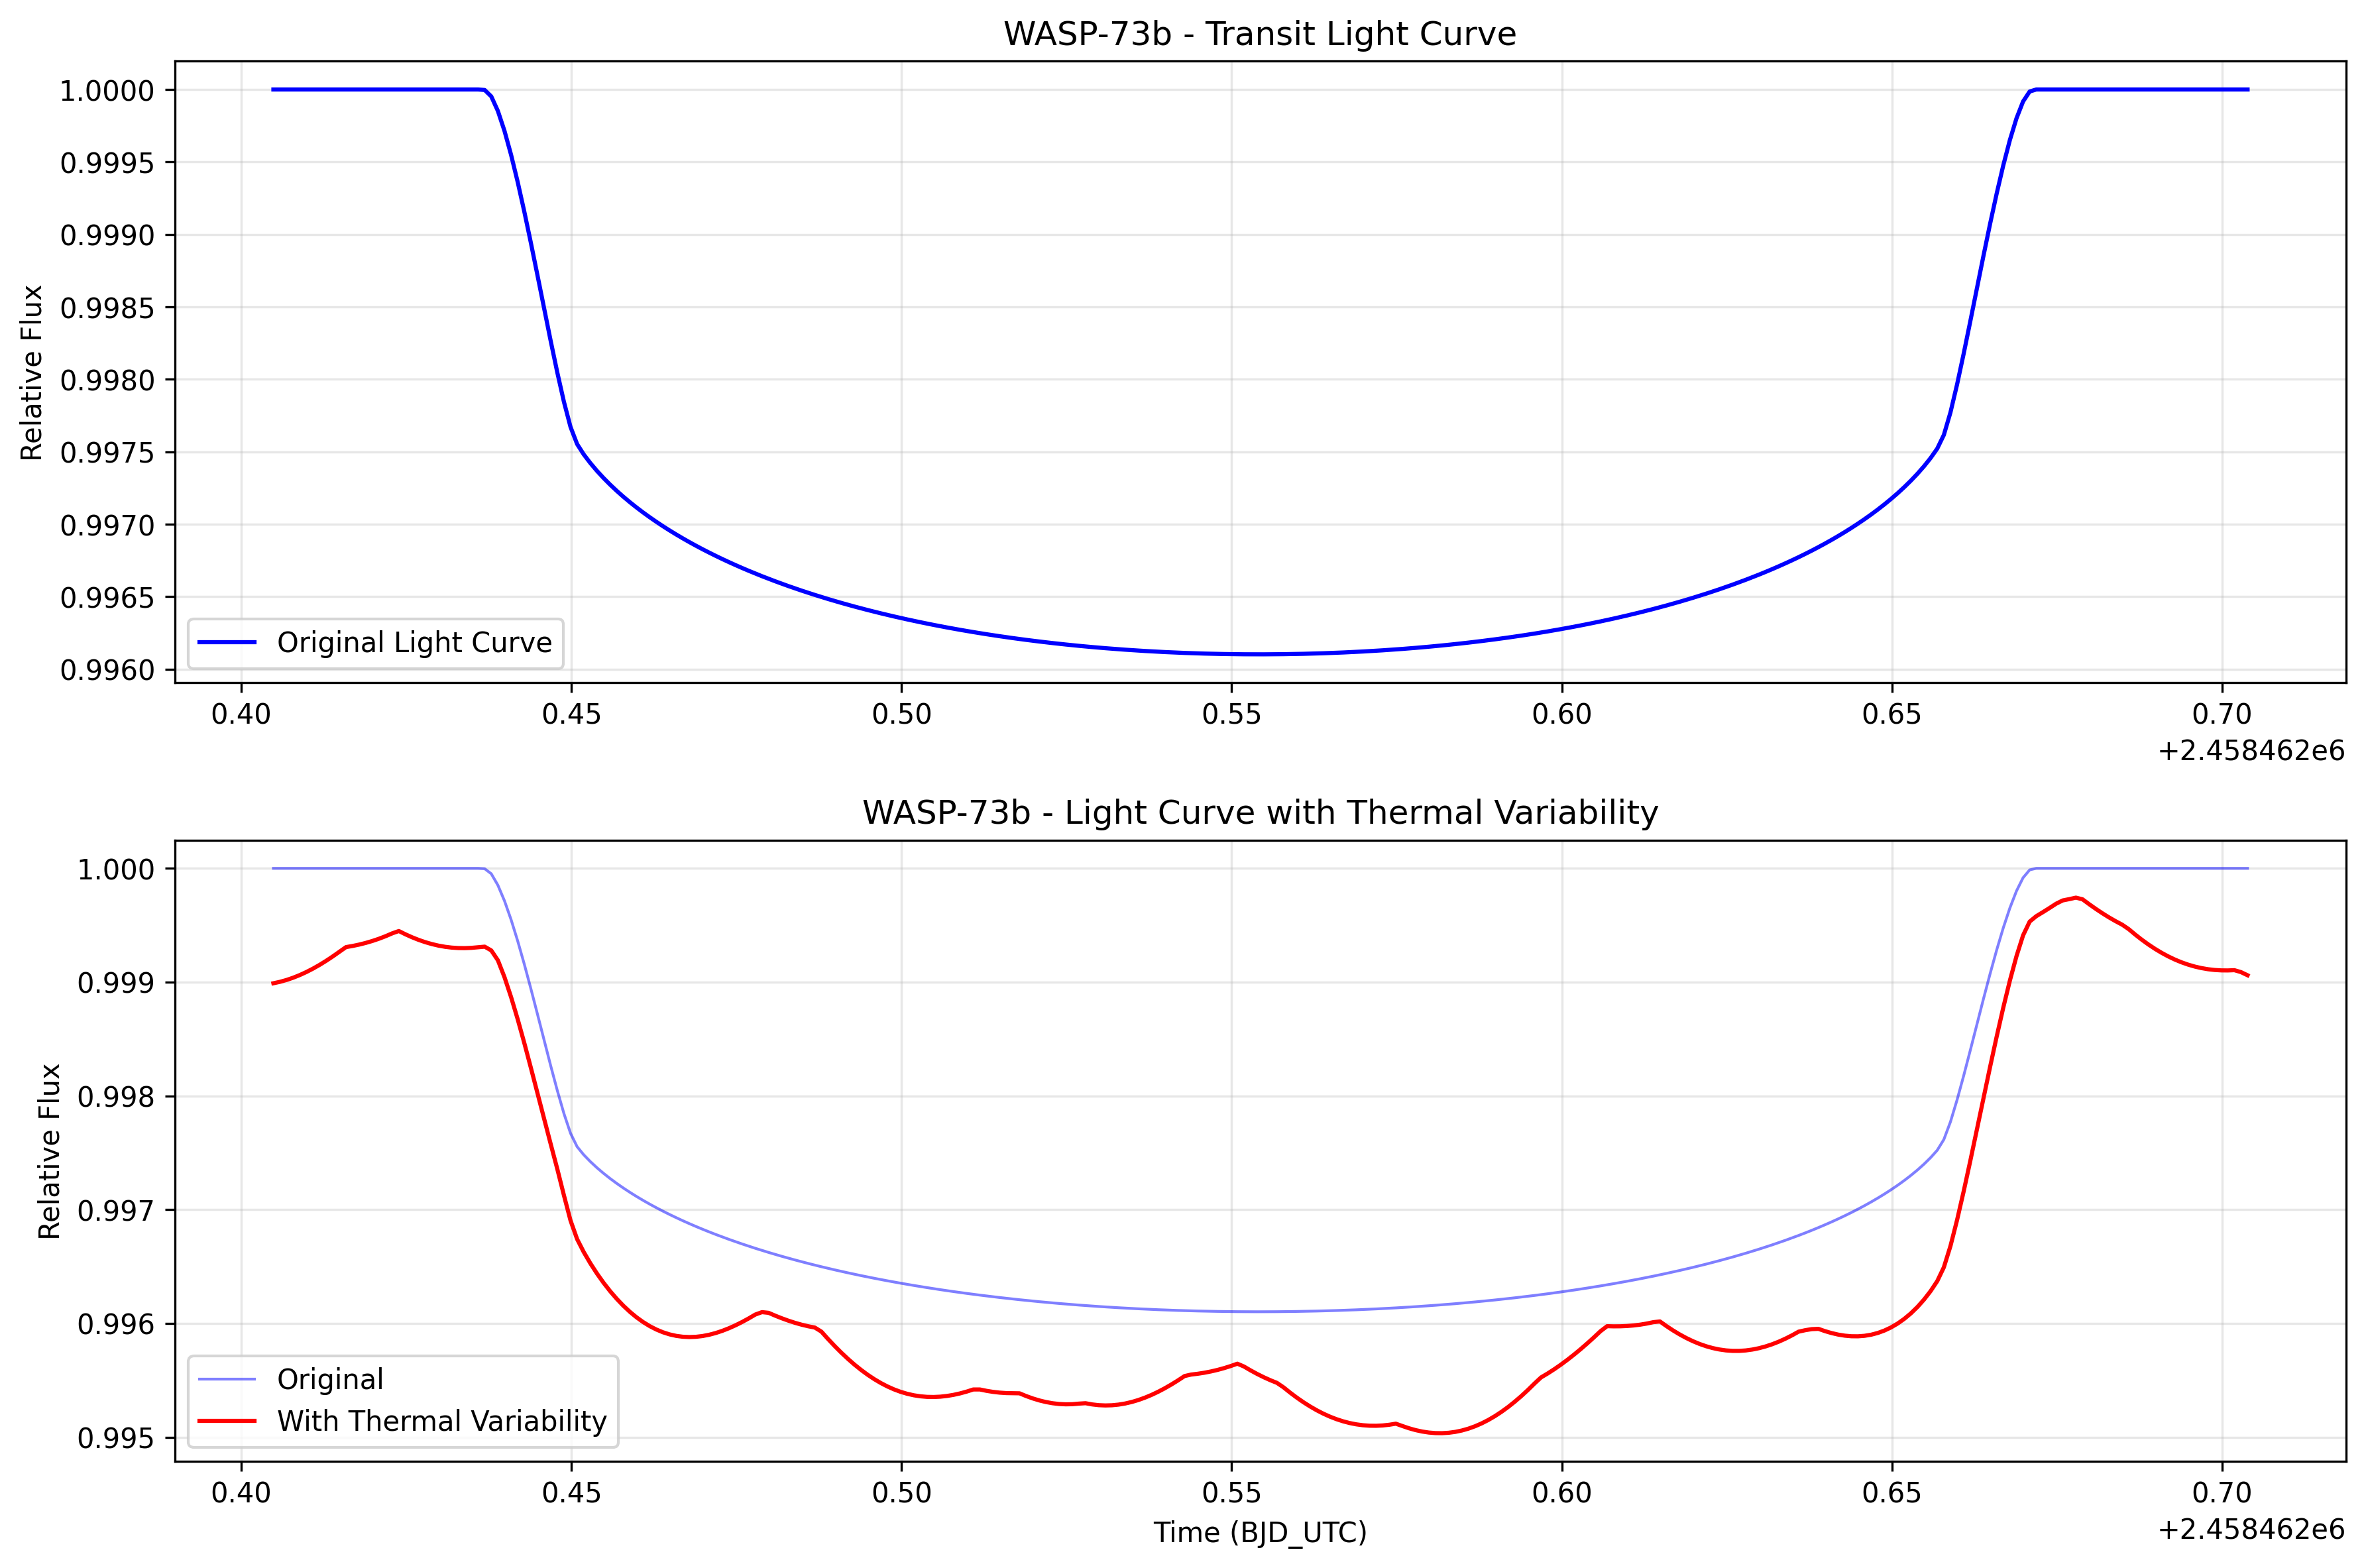 WASP-73b - Transit Light Curve
Relative Flux
1.0000
0.9995
0.9990
0.9985
0.9980
0.9975
0.9970
0.9965
0.9960
Original Light Curve
0.40 0.45 0.50 0.55 0.60 0.65 0.70
+2.458462e6
WASP-73b - Light Curve with Thermal Variability
Relative Flux
1.000
0.999
0.998
0.997
0.996
0.995
Original
With Thermal Variability
0.40 0.45 0.50 0.55 0.60 0.65 0.70
Time (BJD_UTC)
+2.458462e6